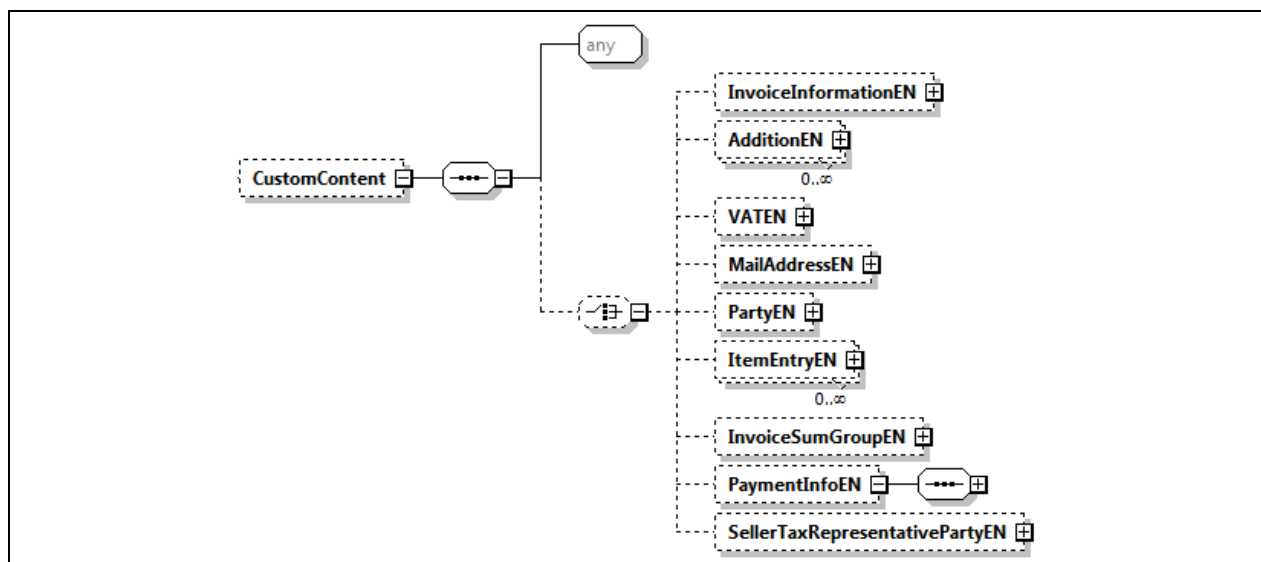 any
InvoiceInformationEN
AdditionEN
0..∞
CustomContent
VATEN
MailAddressEN
PartyEN
ItemEntryEN
0..∞
InvoiceSumGroupEN
PaymentInfoEN
SellerTaxRepresentativePartyEN